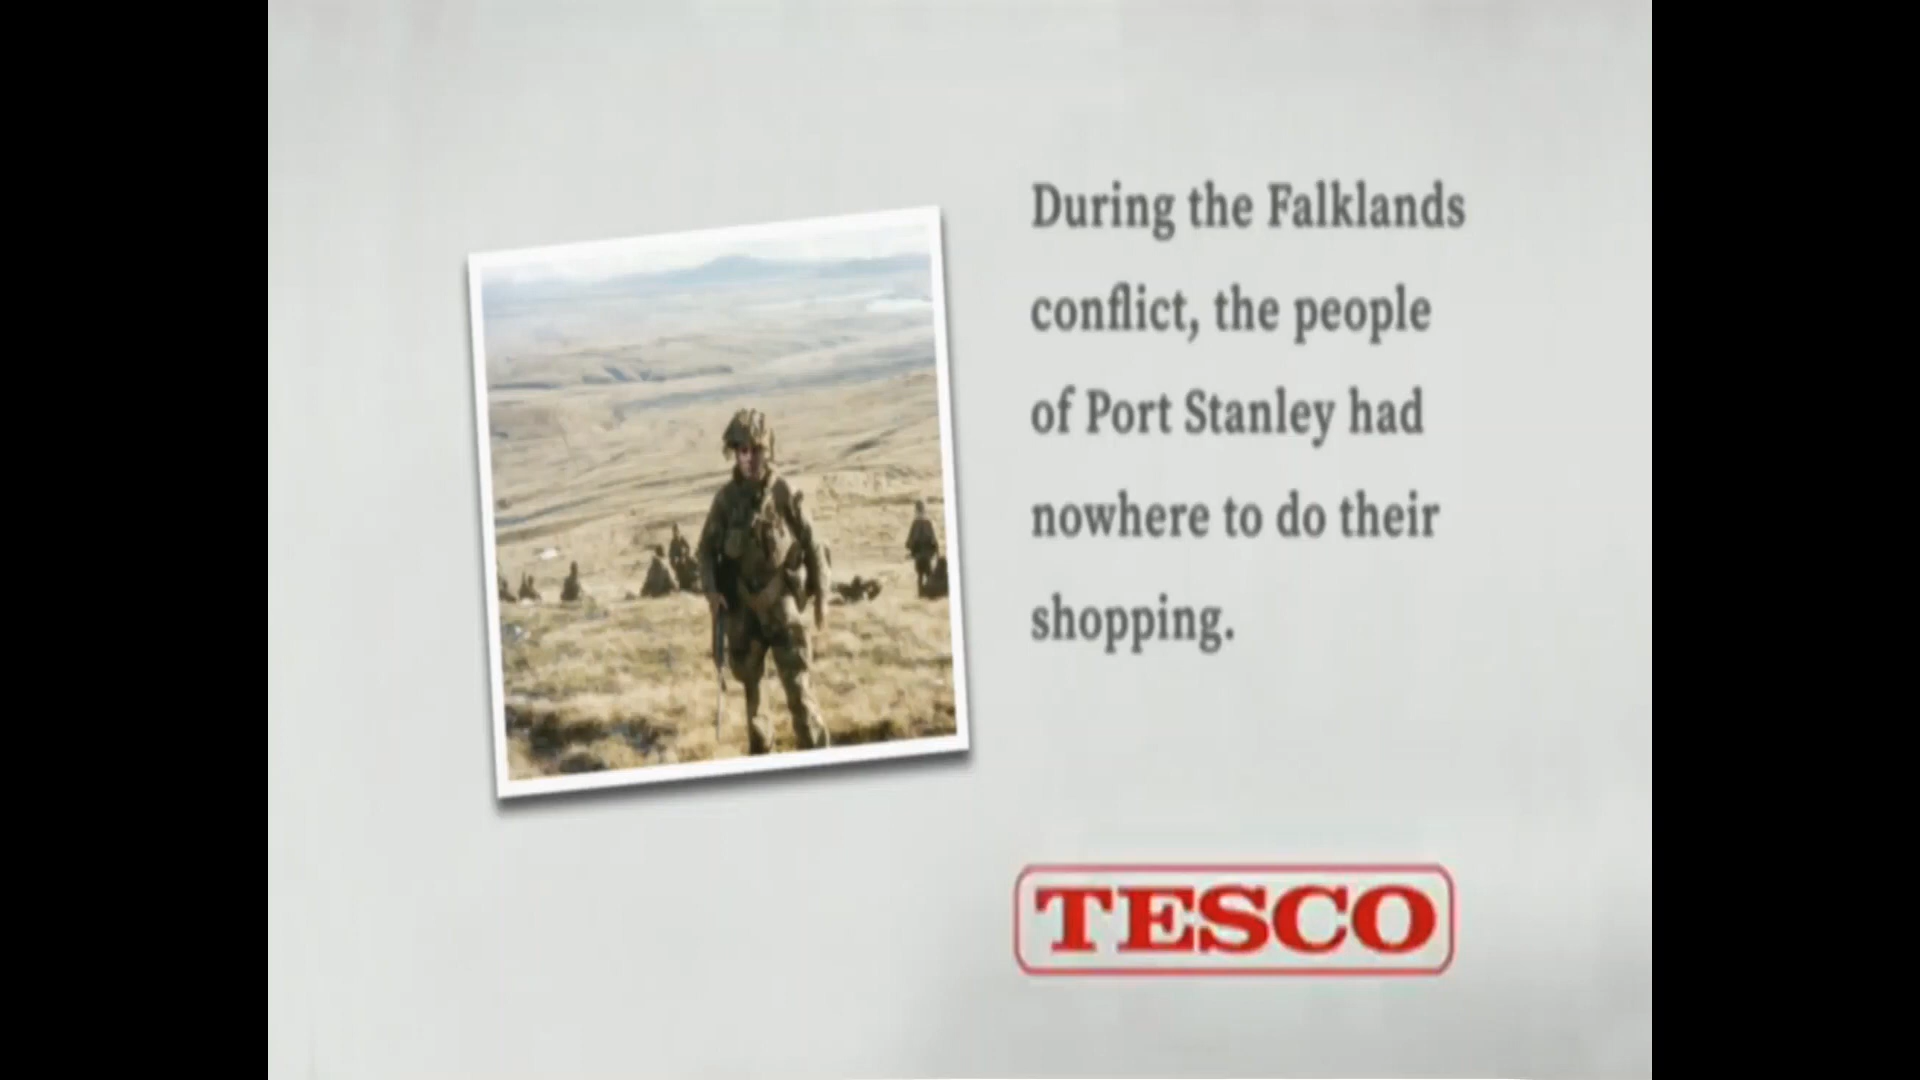 During the Falklands
conflict, the people
of Port Stanley had
nowhere to do their
shopping.
TESCO